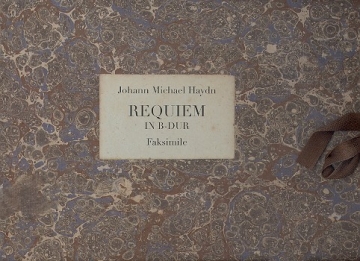 Johann Michael Haydn
REQUIEM
IN B-DUR
Faksimile